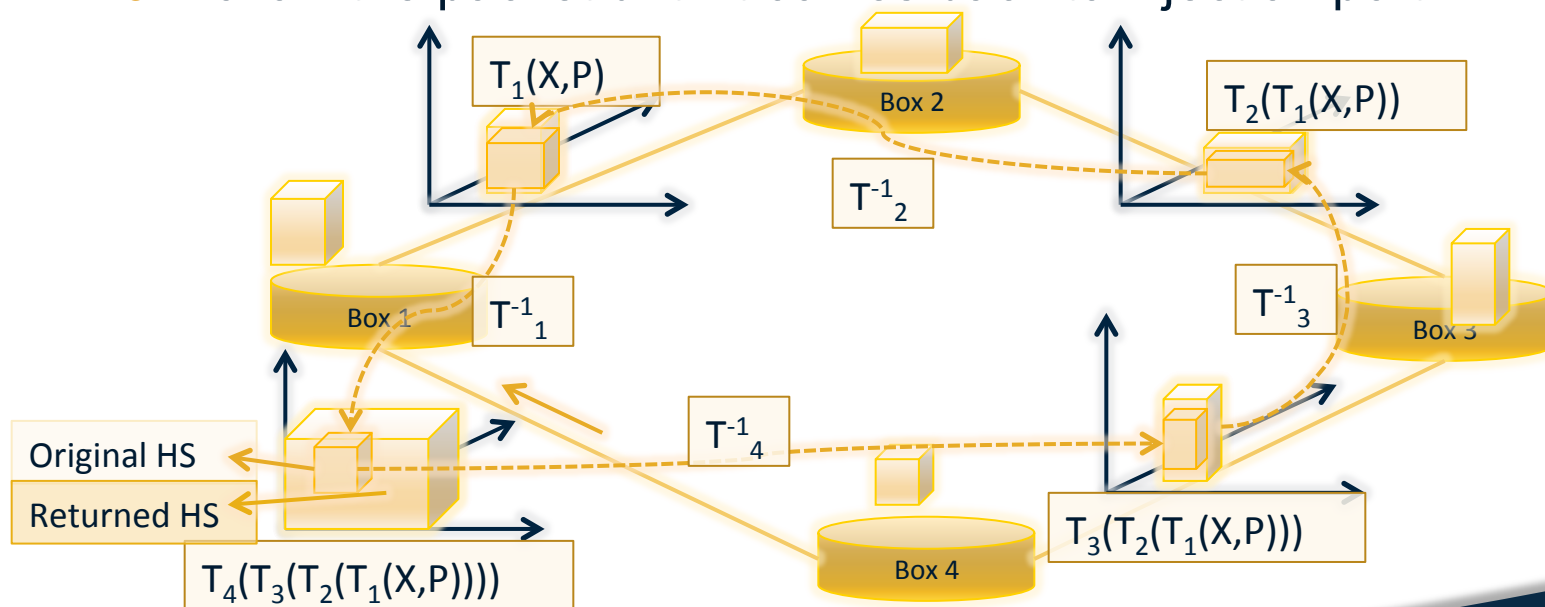 T₁(X,P)
Box 2
T₂(T₁(X,P))
T⁻¹₂
Box 1
T⁻¹₁
T⁻¹₃
Box 3
T⁻¹₄
Original HS
Returned HS
T₃(T₂(T₁(X,P)))
T₄(T₃(T₂(T₁(X,P))))
Box 4